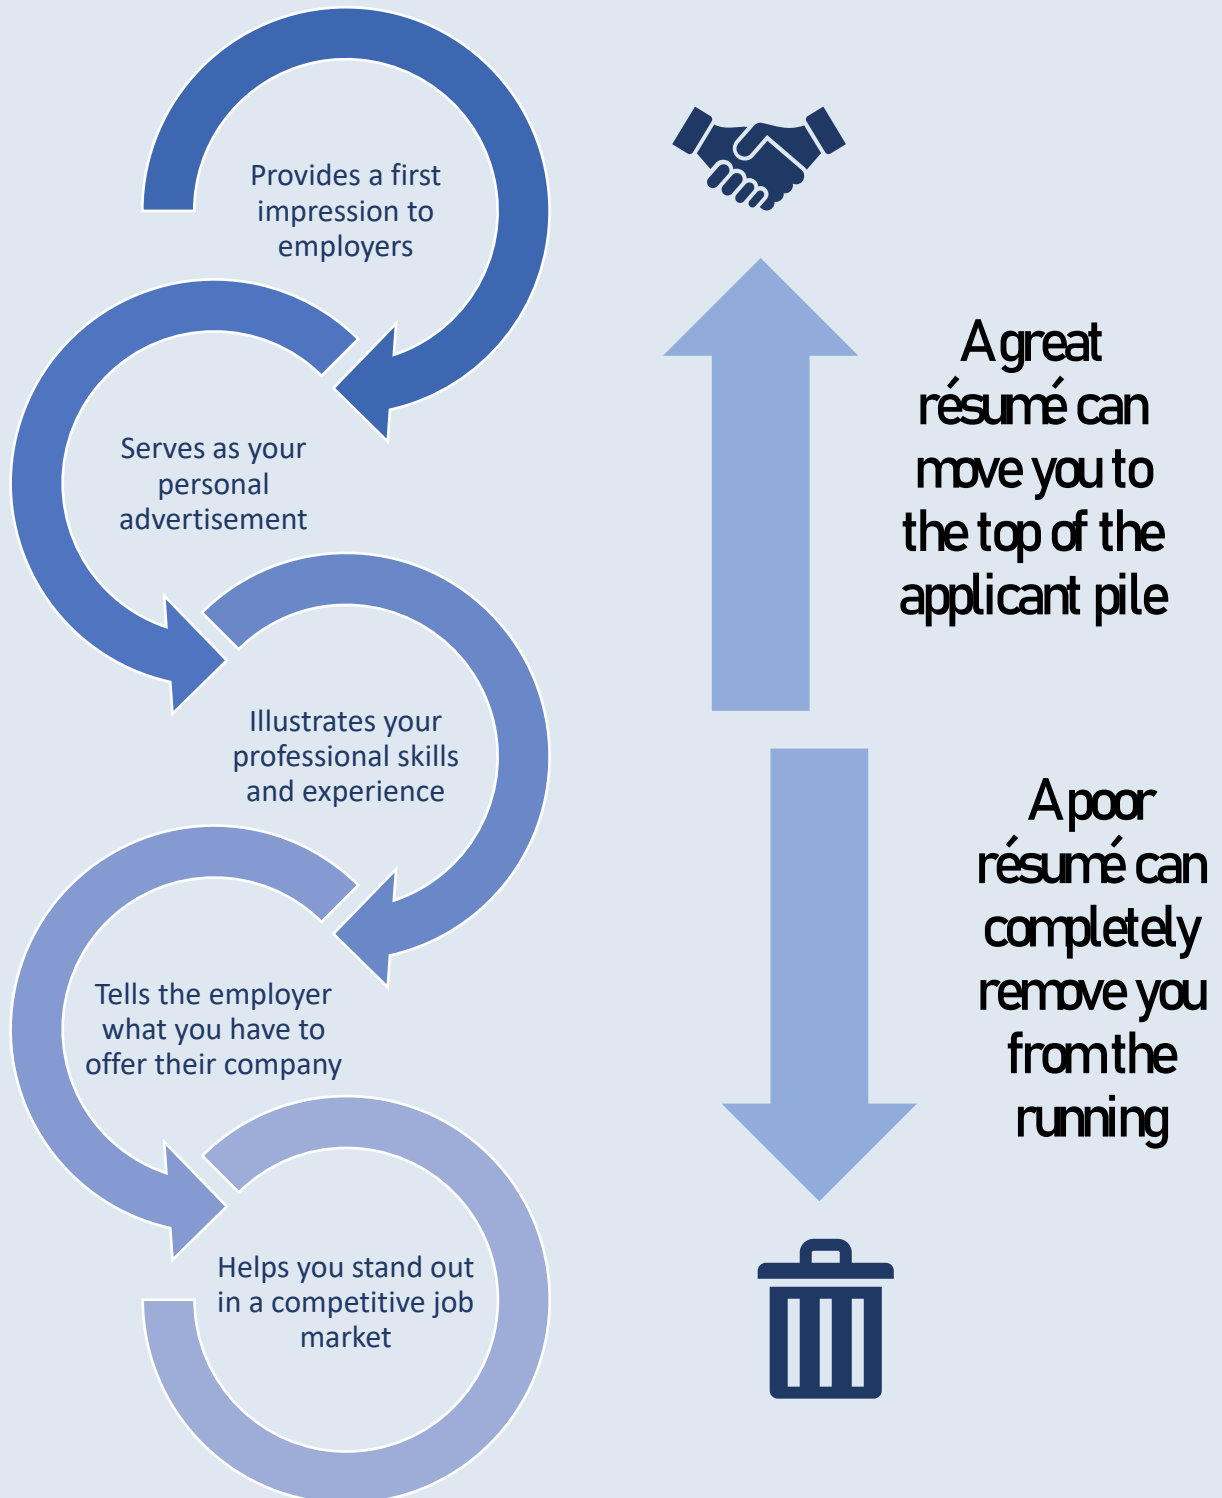 Provides a first
impression to
employers
Serves as your
personal
advertisement
Illustrates your
professional skills
and experience
Tells the employer
what you have to
offer their company
Helps you stand out
in a competitive job
market
A great
résumé can
move you to
the top of the
applicant pile
A poor
résumé can
completely
remove you
from the
running